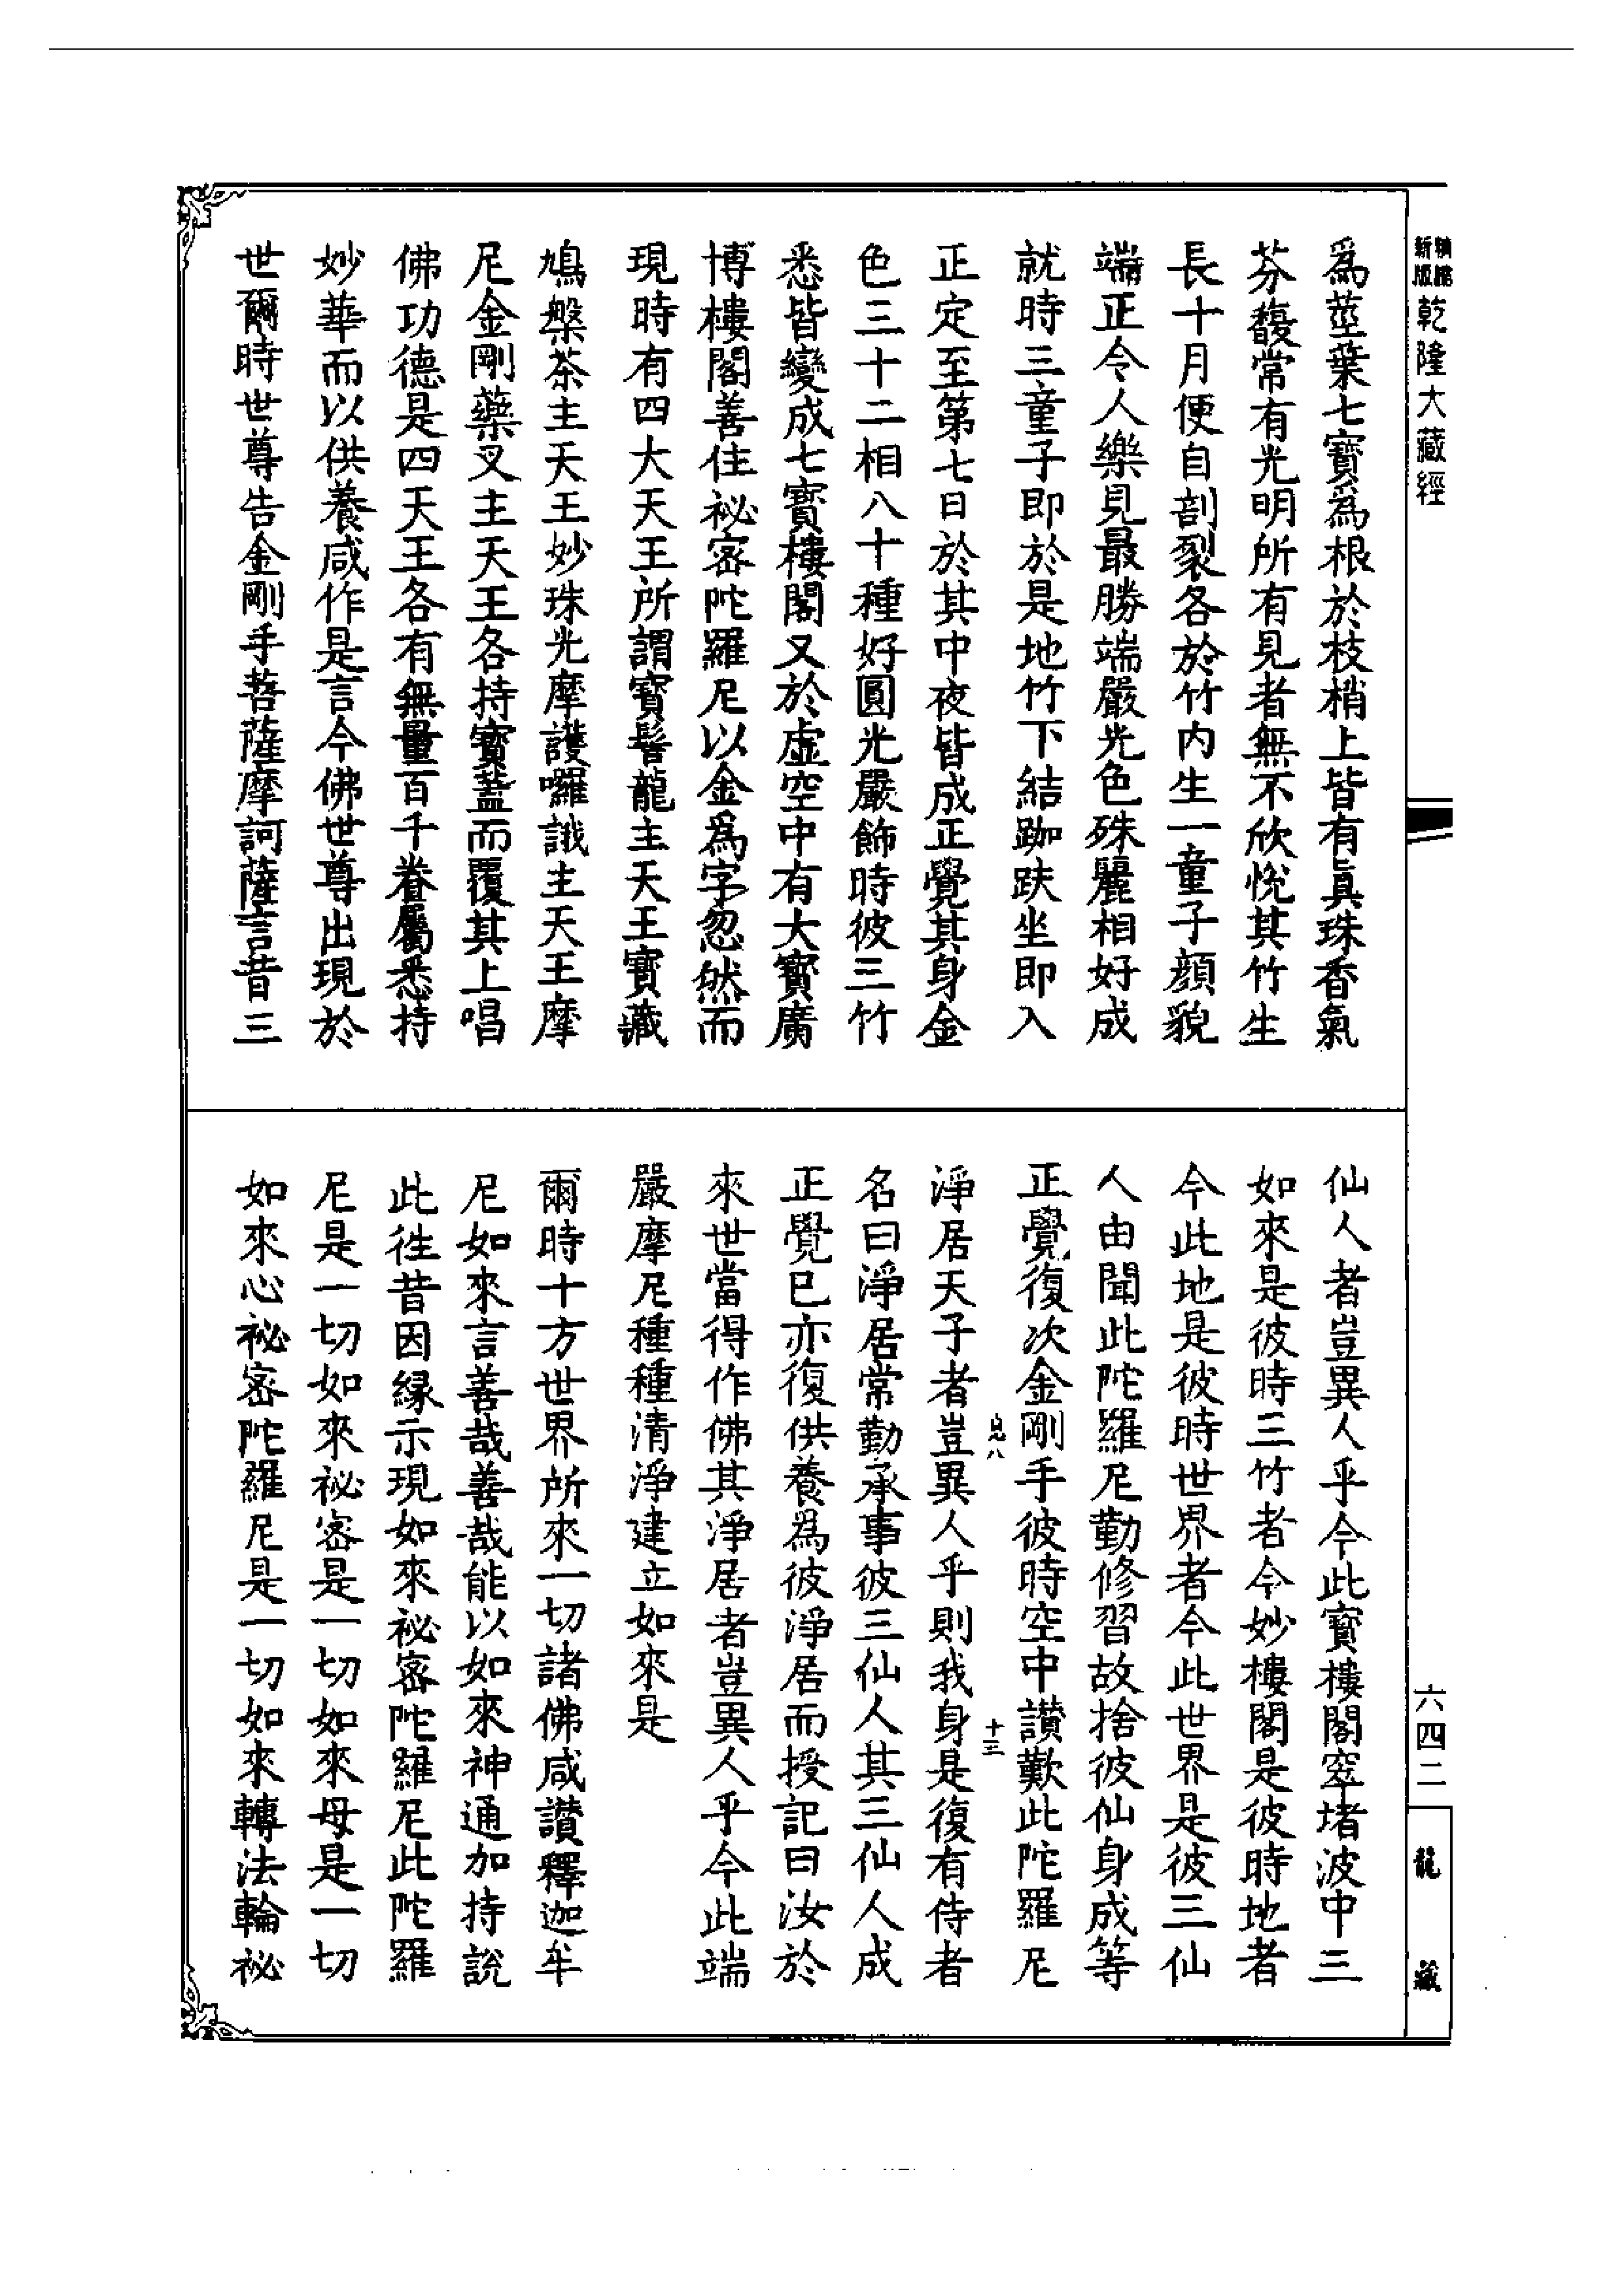 為莖葉七寶為根於枝梢上皆有真珠香氣
芬馥常有光明所有見者無不欣悅其竹生
長十月便自剖裂各於竹內生一童子顏貌
端正令人樂見最勝端嚴光色殊麗相好成
就時三童子即於是地竹下結跏趺坐即入
正定至第七日於其中夜皆成正覺其身金
色三十二相八十種好圓光嚴飾時彼三竹
悉皆變成七寶樓閣又於虛空中有大寶廣
博樓閣善住祕密陀羅尼以金為字忽然而
現時有四大天王所謂寶髻龍主天王寶藏
鳩槃茶主天王妙珠光摩護囉誐主天王摩
尼金剛藥叉主天王各持寶蓋而覆其上唱
佛功德是四天王各有無量百千眷屬悉持
妙華而以供養咸作是言今佛世尊出現於
世爾時世尊告金剛手菩薩摩訶薩言昔三
仙人者豈異人乎今此寶樓閣窣堵波中三
如來是彼時三竹者今妙樓閣是彼時地者
今此地是彼時世界者今此世界是彼三仙
人由聞此陀羅尼勤修習故捨彼仙身成等
正覺復次金剛手彼時空中讚歎此陀羅尼
淨居天子者豈異人乎則我身是復有侍者
名曰淨居常勤承事彼三仙人其三仙人成
正覺已亦復供養為彼淨居而授記曰汝於
來世當得作佛其淨居者豈異人乎今此端
嚴摩尼種種清淨建立如來是
爾時十方世界所來一切諸佛咸讚釋迦牟
尼如來言善哉善哉能以如來神通加持說
此往昔因緣示現如來祕密陀羅尼此陀羅
尼是一切如來祕密是一切如來母是一切
如來心祕密陀羅尼是一切如來轉法輪祕
新版
乾隆大藏經
六四二
龍藏
八
十三